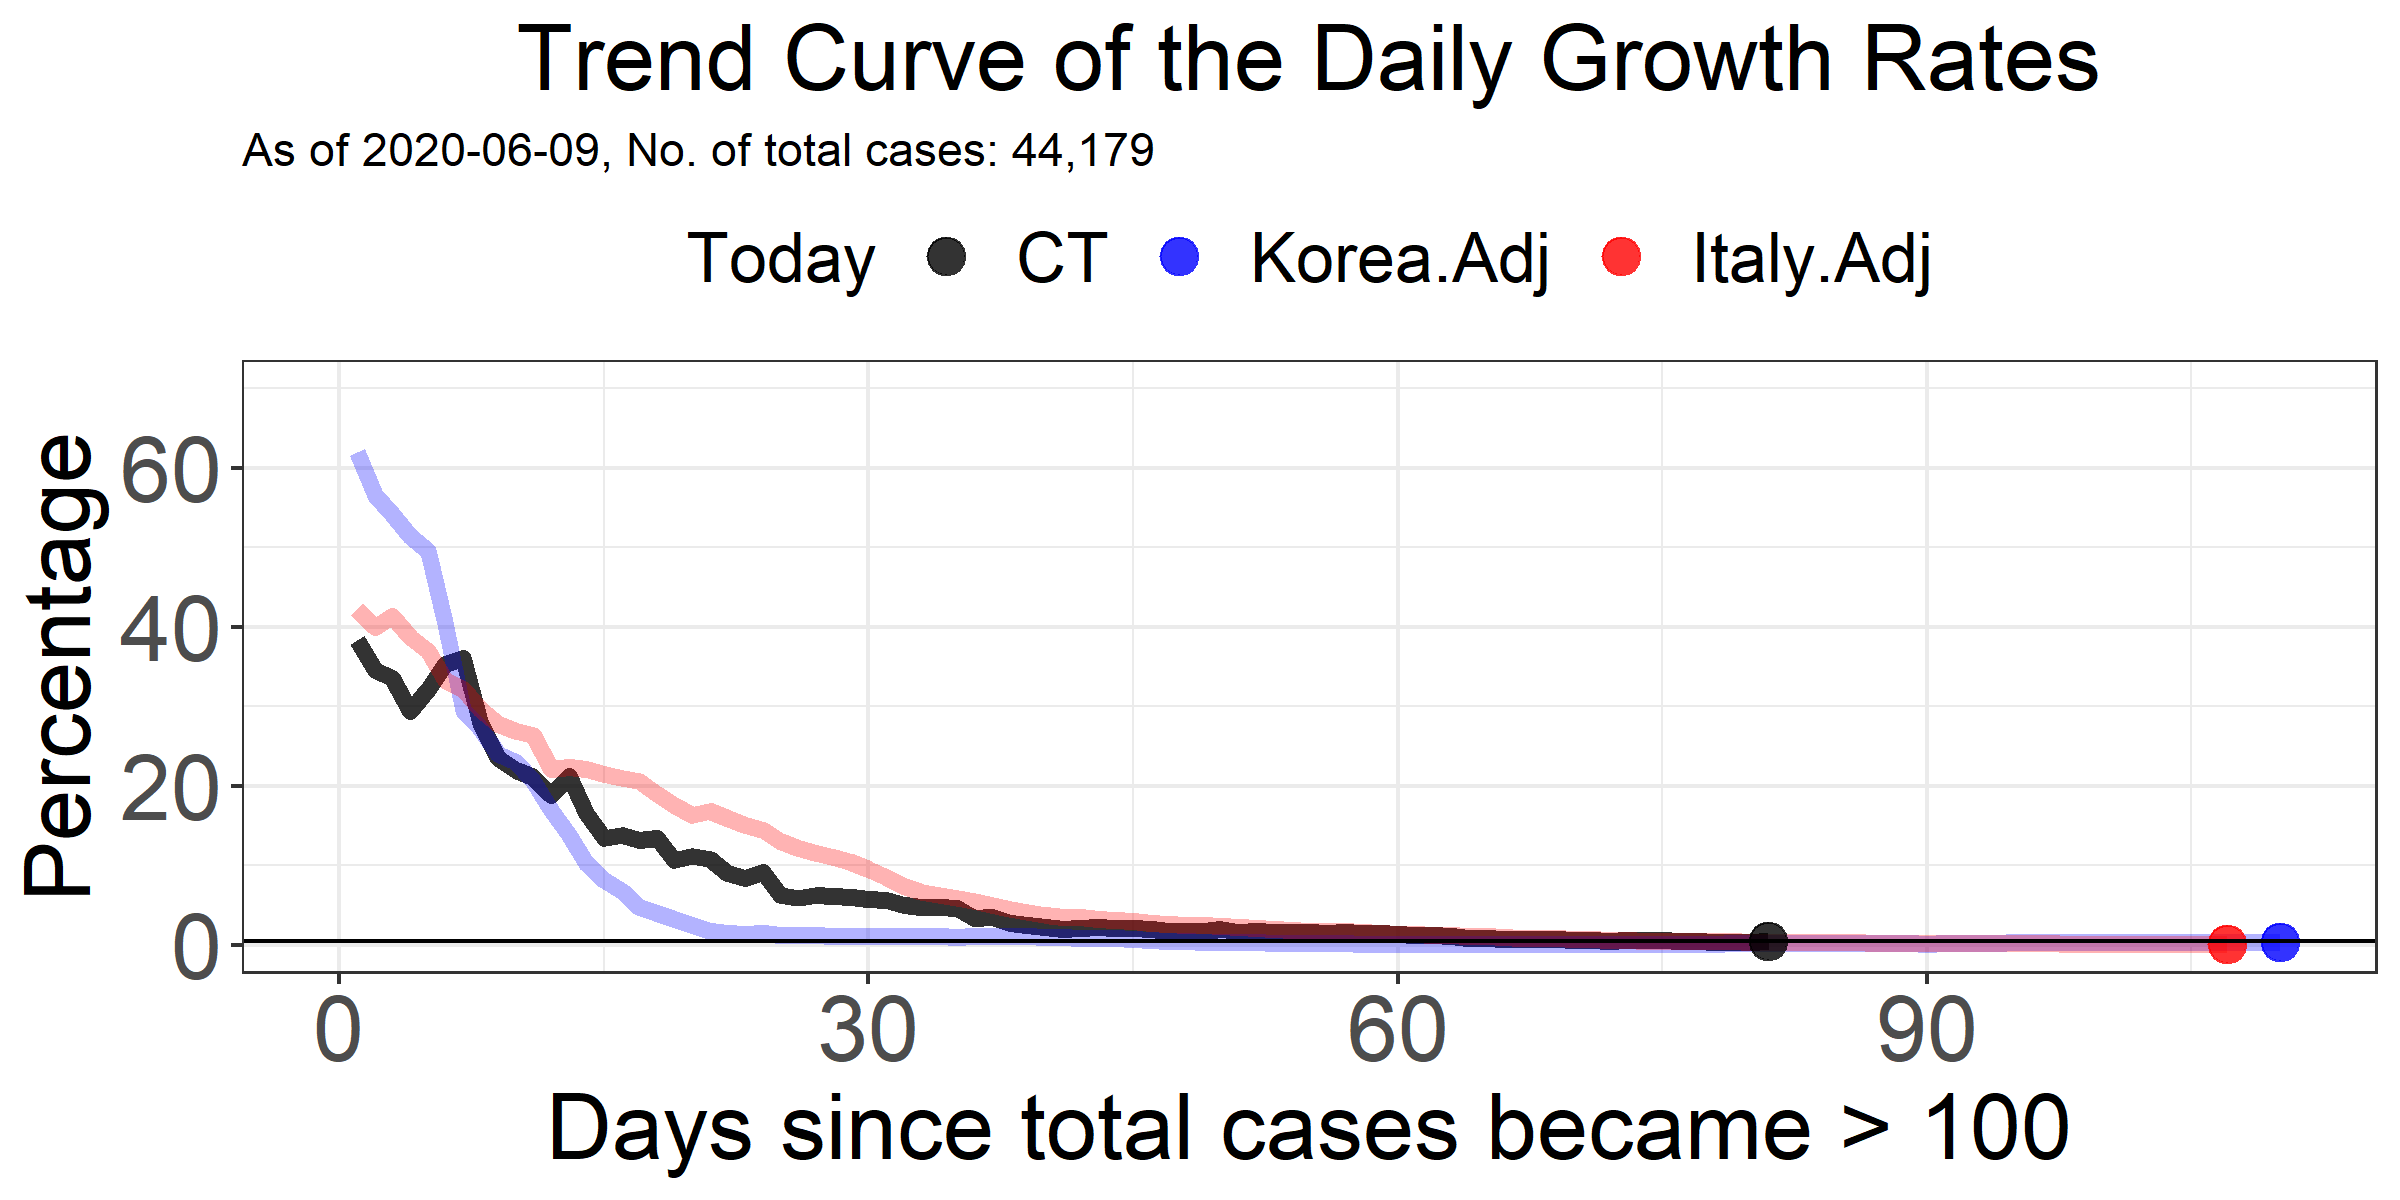 Trend Curve of the Daily Growth Rates
As of 2020-06-09, No. of total cases: 44,179
Today CT Korea.Adj Italy.Adj
Percentage
60
40
20
0
0 30 60 90
Days since total cases became > 100